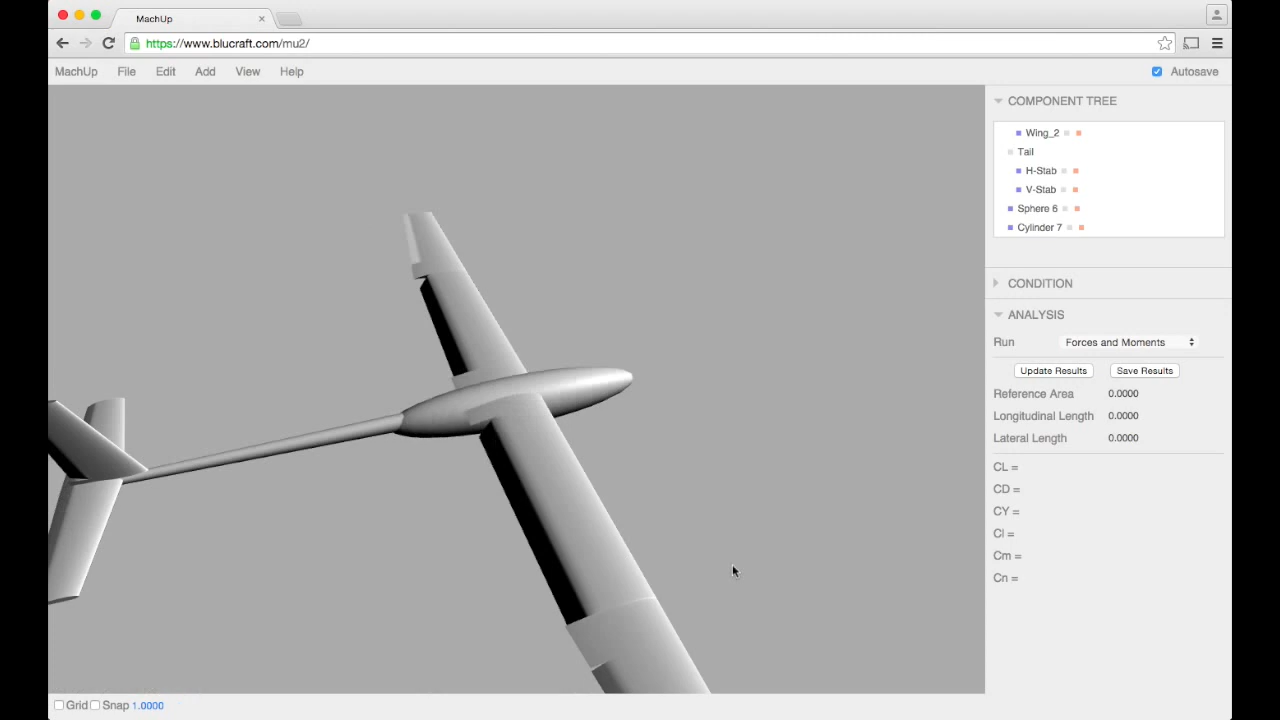 MachUp
https://www.blucraft.com/mu2/
MachUp File Edit Add View Help Autosave
COMPONENT TREE
Wing_2
Tail
H-Stab
V-Stab
Sphere 6
Cylinder 7
CONDITION
ANALYSIS
Run Forces and Moments
Update Results Save Results
Reference Area 0.0000
Longitudinal Length 0.0000
Lateral Length 0.0000
CL =
CD =
CY =
Cl =
Cm =
Cn =
Grid Snap 1.0000